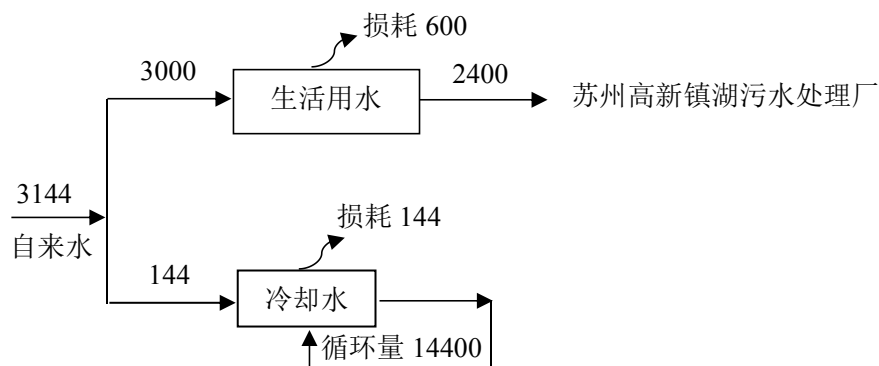 损耗 600
3000
生活用水
2400
苏州高新镇湖污水处理厂
3144
自来水
损耗 144
144
冷却水
循环量 14400